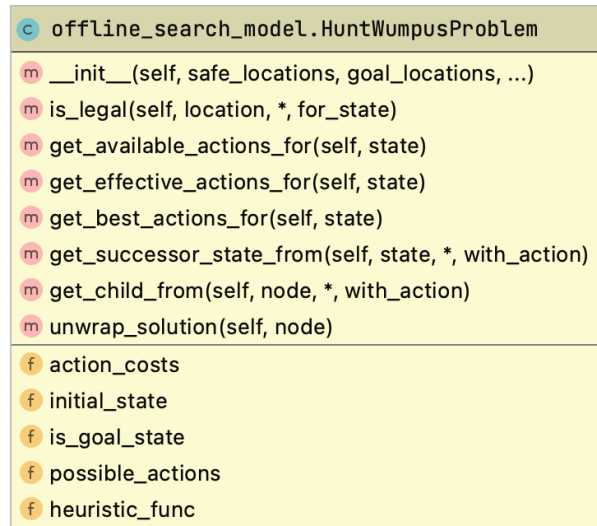 c offline_search_model.HuntWumpusProblem
m __init__(self, safe_locations, goal_locations, ...)
m is_legal(self, location, *, for_state)
m get_available_actions_for(self, state)
m get_effective_actions_for(self, state)
m get_best_actions_for(self, state)
m get_successor_state_from(self, state, *, with_action)
m get_child_from(self, node, *, with_action)
m unwrap_solution(self, node)
f action_costs
f initial_state
f is_goal_state
f possible_actions
f heuristic_func